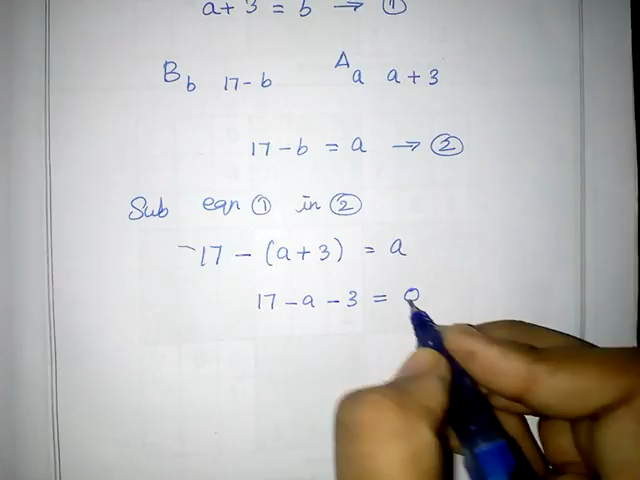 a + 3 = b → ①
B b 17 - b A a a + 3
17 - b = a → ②
Sub eqn ① in ②
17 - (a + 3) = a
17 - a - 3 =